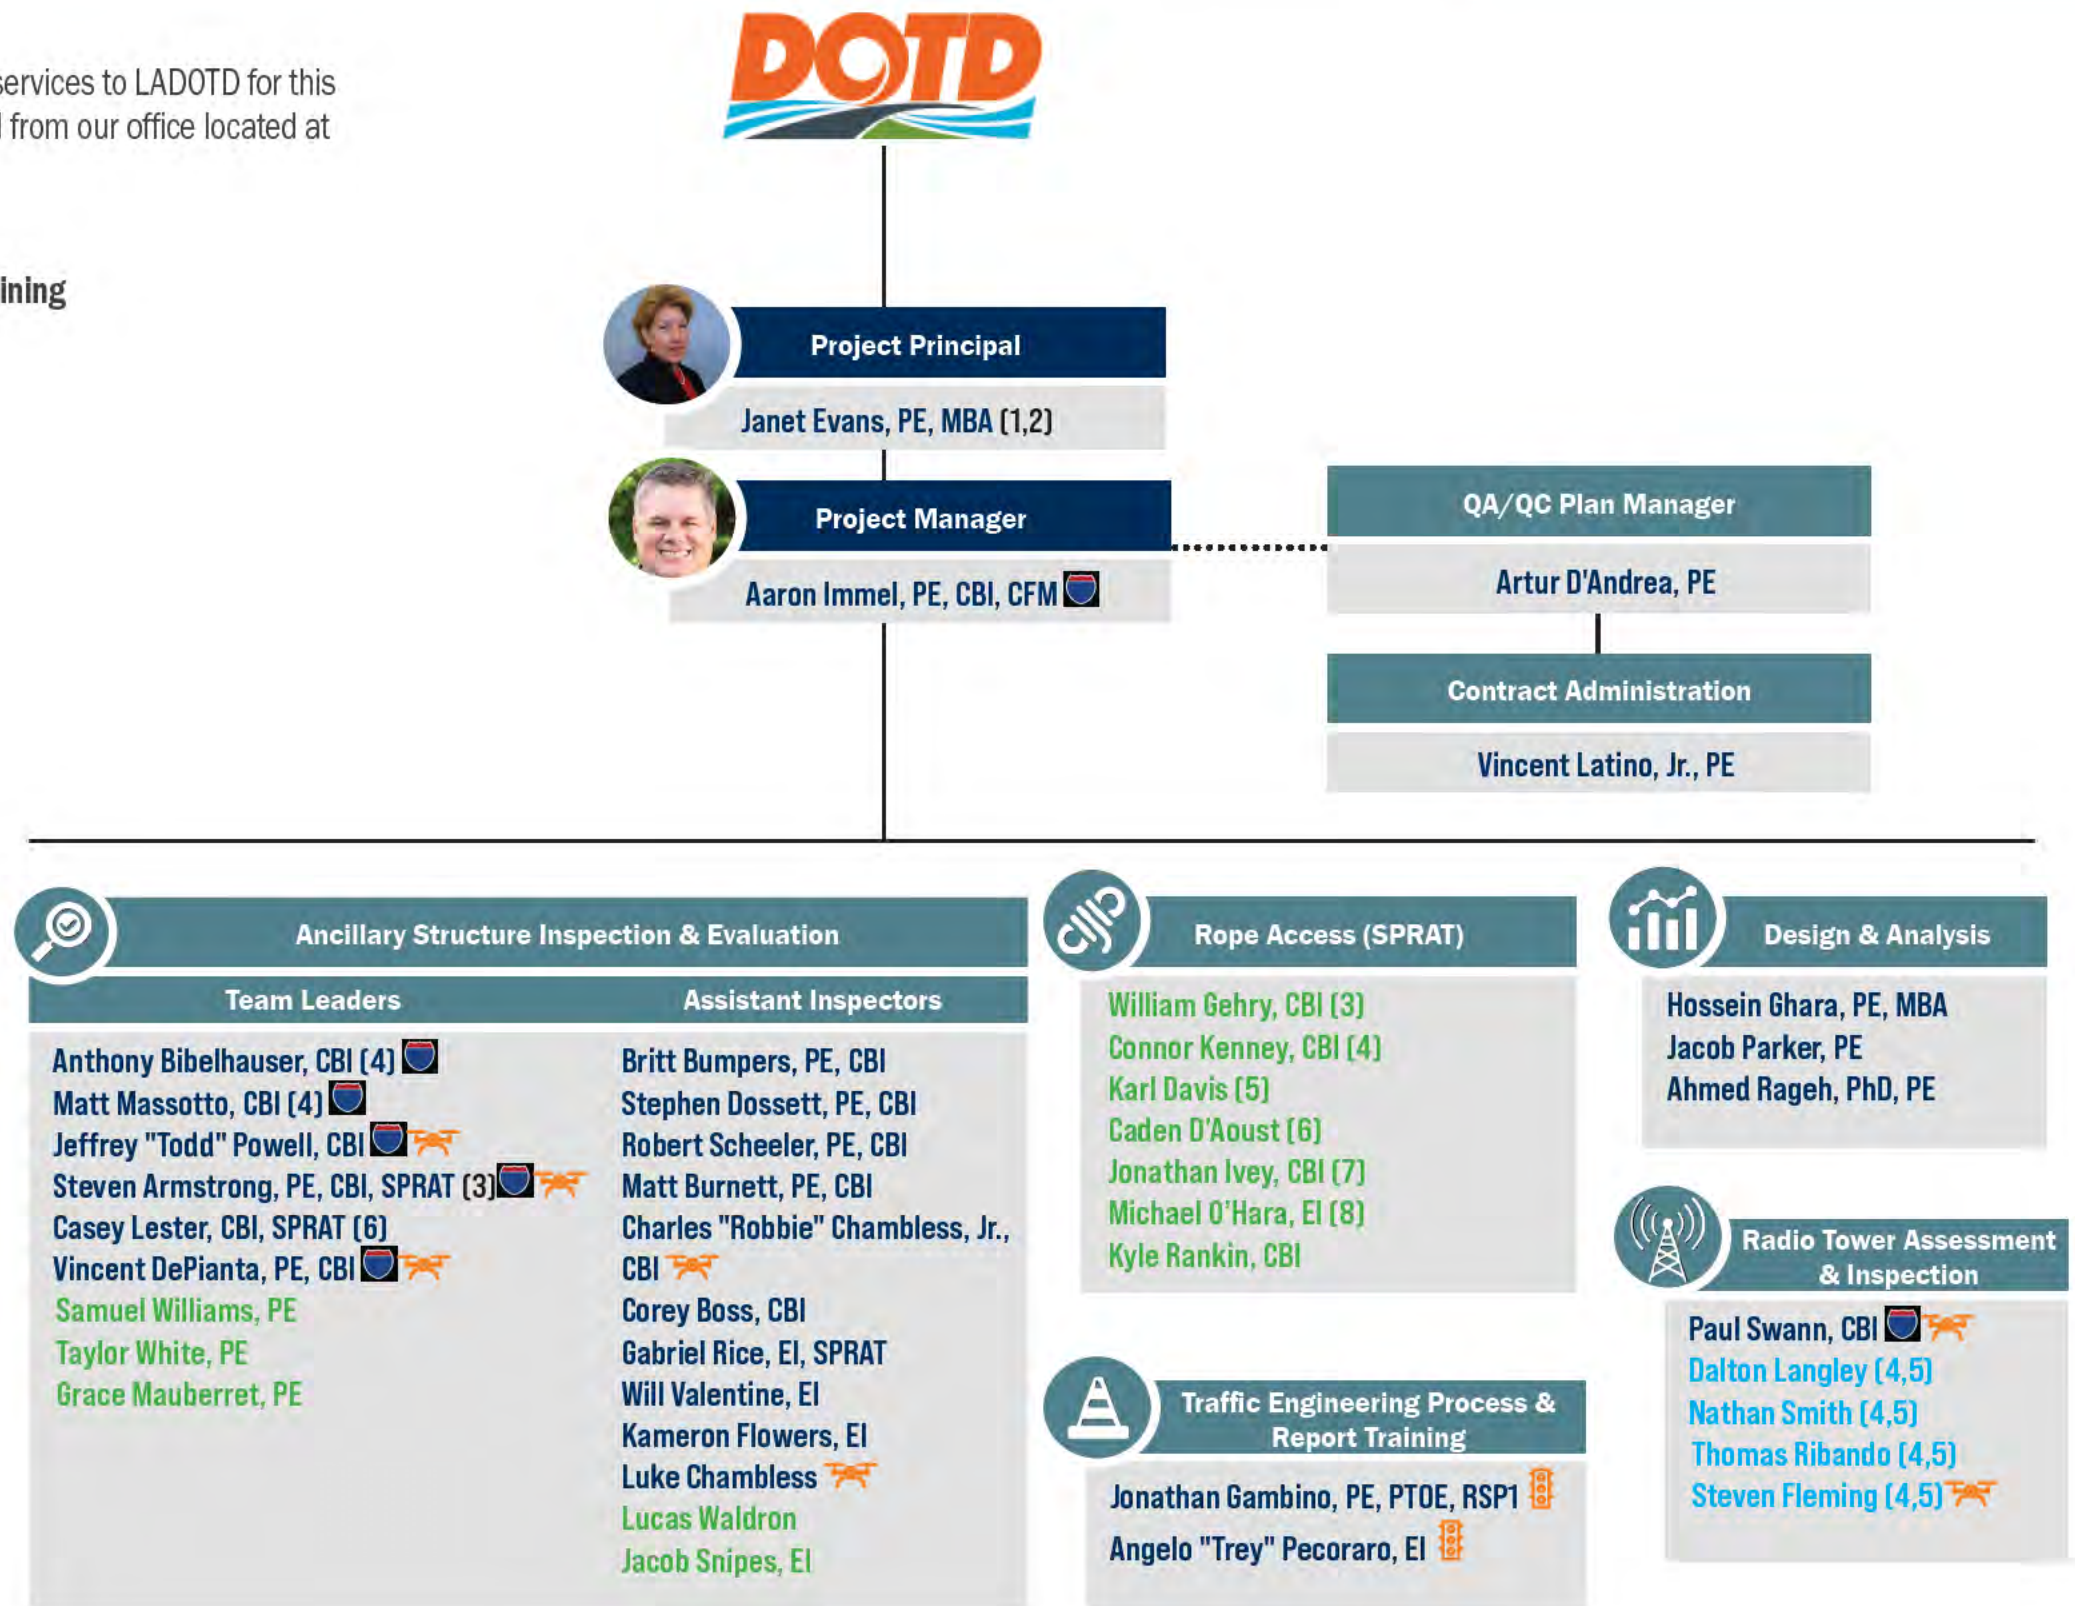 services to LADOTD for this
from our office located at
ining
DOTD
Project Principal
Janet Evans, PE, MBA (1,2)
Project Manager
Aaron Immel, PE, CBI, CFM
QA/QC Plan Manager
Artur D'Andrea, PE
Contract Administration
Vincent Latino, Jr., PE
Ancillary Structure Inspection & Evaluation
Team Leaders
Anthony Bibelhauser, CBI (4)
Matt Massotto, CBI (4)
Jeffrey "Todd" Powell, CBI
Steven Armstrong, PE, CBI, SPRAT (3)
Casey Lester, CBI, SPRAT (6)
Vincent DePianta, PE, CBI
Samuel Williams, PE
Taylor White, PE
Grace Mauberret, PE
Assistant Inspectors
Britt Bumpers, PE, CBI
Stephen Dossett, PE, CBI
Robert Scheeler, PE, CBI
Matt Burnett, PE, CBI
Charles "Robbie" Chambless, Jr.,
CBI
Corey Boss, CBI
Gabriel Rice, EI, SPRAT
Will Valentine, EI
Kameron Flowers, EI
Luke Chambless
Lucas Waldron
Jacob Snipes, EI
Rope Access (SPRAT)
William Gehry, CBI (3)
Connor Kenney, CBI (4)
Karl Davis (5)
Caden D'Aoust (6)
Jonathan Ivey, CBI (7)
Michael O'Hara, EI (8)
Kyle Rankin, CBI
Traffic Engineering Process &
Report Training
Jonathan Gambino, PE, PTOE, RSP1
Angelo "Trey" Pecoraro, EI
Design & Analysis
Hossein Ghara, PE, MBA
Jacob Parker, PE
Ahmed Rageh, PhD, PE
Radio Tower Assessment
& Inspection
Paul Swann, CBI
Dalton Langley (4,5)
Nathan Smith (4,5)
Thomas Ribando (4,5)
Steven Fleming (4,5)